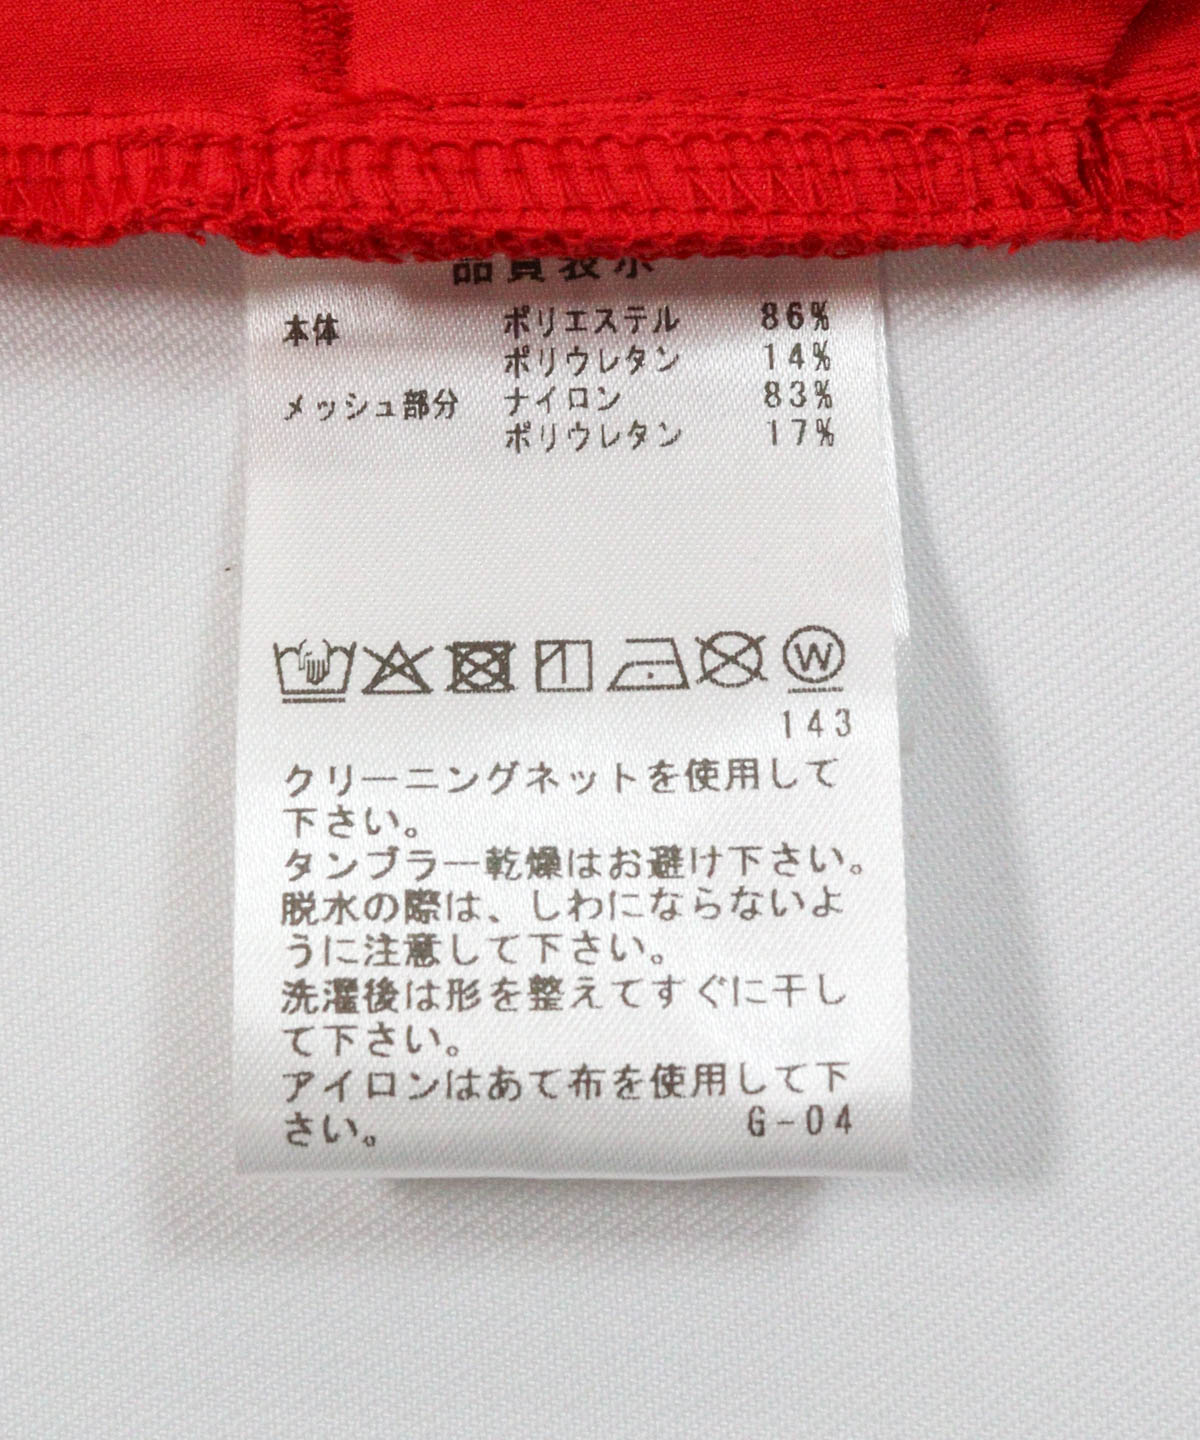 品質表示
本体 ポリエステル 86%
ポリウレタン 14%
メッシュ部分 ナイロン 83%
ポリウレタン 17%
W
143
クリーニングネットを使用して
下さい。
タンブラー乾燥はお避け下さい。
脱水の際は、しわにならないよ
うに注意して下さい。
洗濯後は形を整えてすぐに干し
て下さい。
アイロンはあて布を使用して下
さい。 G-04